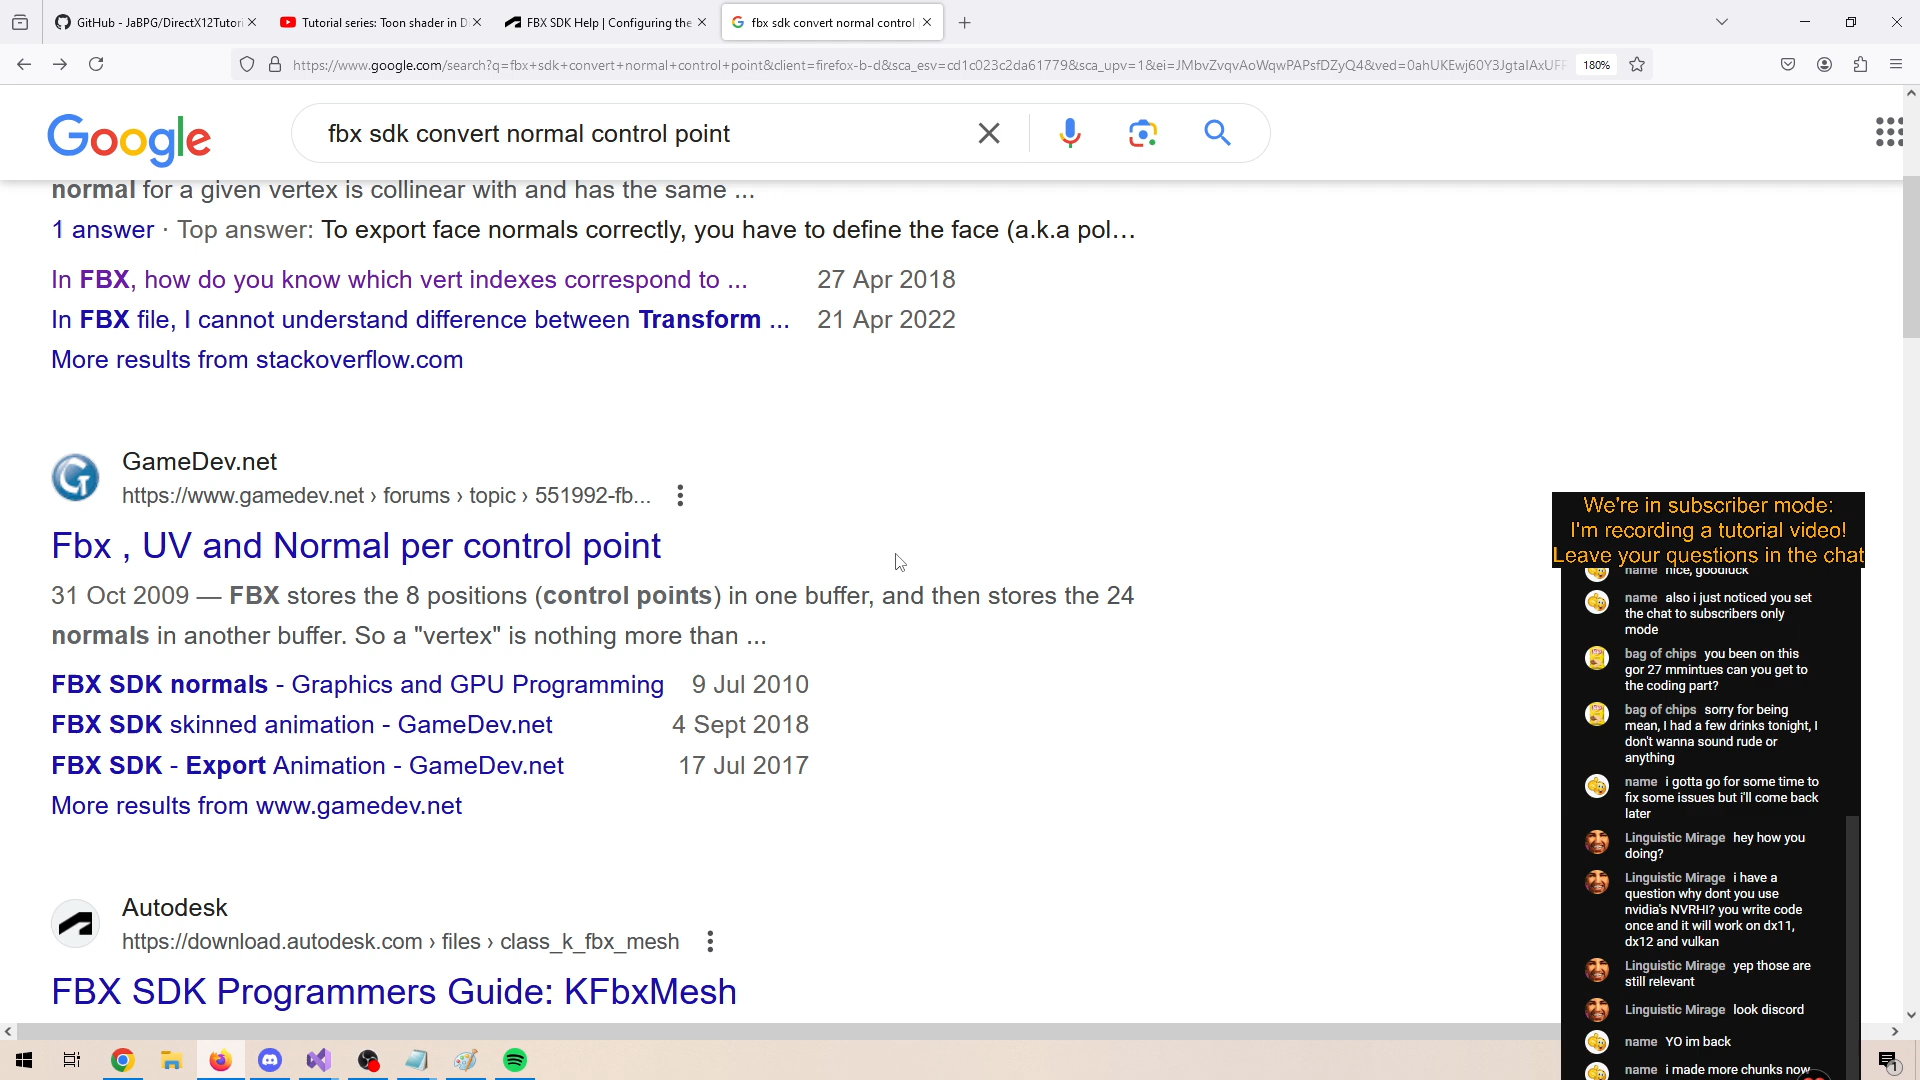 GitHub - JaBPG/DirectX12Tutori
Tutorial series: Toon shader in D
FBX SDK Help | Configuring the
fbx sdk convert normal control
https://www.google.com/search?q=fbx+sdk+convert+normal+control+point&client=firefox-b-d&sca_esv=cd1c023c2da61779&sca_upv=1&ei=JMbvZvqvAoWqwPAPsfDZyQ4&ved=0ahUKEwj60Y3JgtaIAxUFF
180%
Google
fbx sdk convert normal control point
normal for a given vertex is collinear with and has the same ...
1 answer · Top answer: To export face normals correctly, you have to define the face (a.k.a pol...
In FBX, how do you know which vert indexes correspond to ... 27 Apr 2018
In FBX file, I cannot understand difference between Transform ... 21 Apr 2022
More results from stackoverflow.com
GameDev.net
https://www.gamedev.net › forums › topic › 551992-fb...
Fbx , UV and Normal per control point
31 Oct 2009 — FBX stores the 8 positions (control points) in one buffer, and then stores the 24
normals in another buffer. So a "vertex" is nothing more than ...
FBX SDK normals - Graphics and GPU Programming 9 Jul 2010
FBX SDK skinned animation - GameDev.net 4 Sept 2018
FBX SDK - Export Animation - GameDev.net 17 Jul 2017
More results from www.gamedev.net
Autodesk
https://download.autodesk.com › files › class_k_fbx_mesh
FBX SDK Programmers Guide: KFbxMesh
We're in subscriber mode:
I'm recording a tutorial video!
Leave your questions in the chat
name nice, goodluck
name also i just noticed you set
the chat to subscribers only
mode
bag of chips you been on this
gor 27 mmintues can you get to
the coding part?
bag of chips sorry for being
mean, I had a few drinks tonight, I
don't wanna sound rude or
anything
name i gotta go for some time to
fix some issues but i'll come back
later
Linguistic Mirage hey how you
doing?
Linguistic Mirage i have a
question why dont you use
nvidia's NVRHI? you write code
once and it will work on dx11,
dx12 and vulkan
Linguistic Mirage yep those are
still relevant
Linguistic Mirage look discord
name YO im back
name i made more chunks now
1